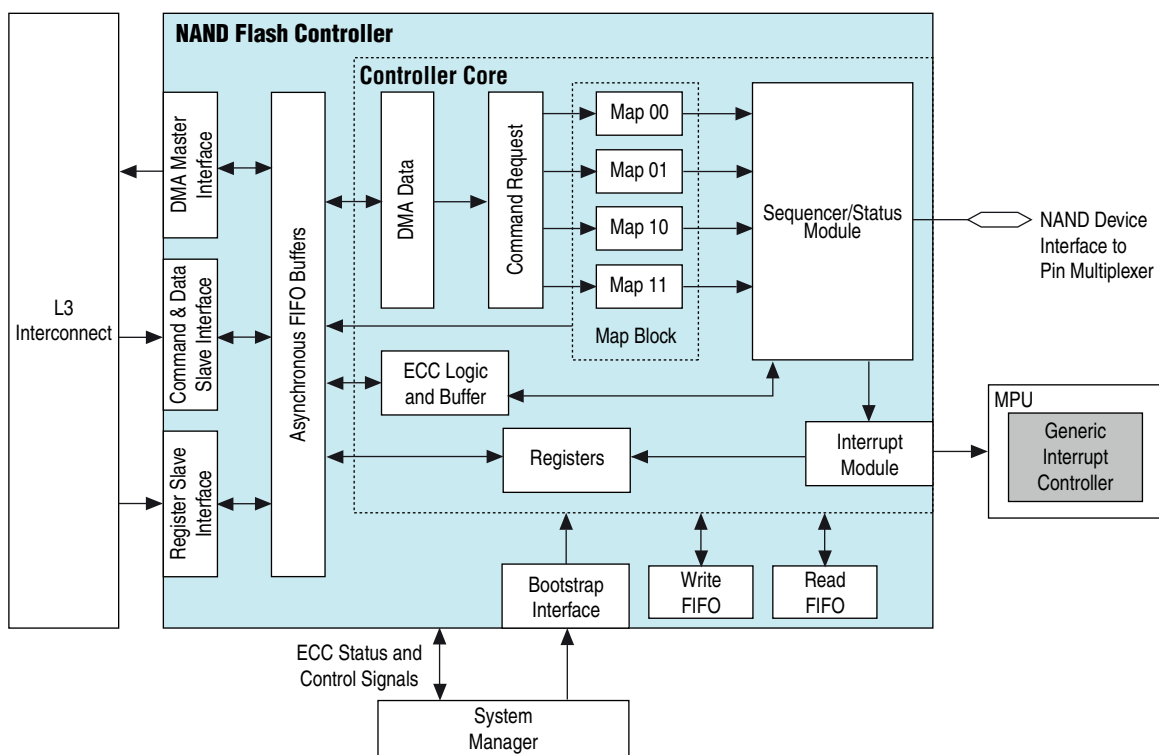 NAND Flash Controller
Controller Core
L3
Interconnect
DMA Master
Interface
Command & Data
Slave Interface
Register Slave
Interface
Asynchronous FIFO Buffers
DMA Data
Command Request
Map 00
Map 01
Map 10
Map 11
Map Block
Sequencer/Status
Module
NAND Device
Interface to
Pin Multiplexer
ECC Logic
and Buffer
Registers
Interrupt
Module
MPU
Generic
Interrupt
Controller
Bootstrap
Interface
Write
FIFO
Read
FIFO
ECC Status and
Control Signals
System
Manager